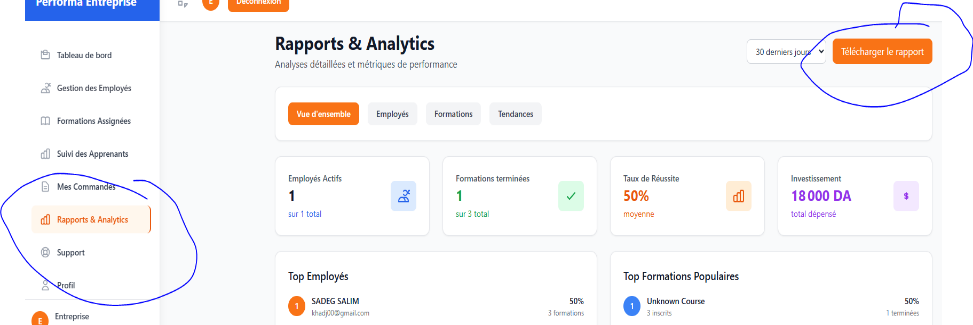 Performa Entreprise
E
Déconnexion
Tableau de bord
Gestion des Employés
Formations Assignées
Suivi des Apprenants
Mes Commandes
Rapports & Analytics
Support
Profil
E
Entreprise
Rapports & Analytics
Analyses détaillées et métriques de performance
30 derniers jours
Télécharger le rapport
Vue d'ensemble
Employés
Formations
Tendances
Employés Actifs
1
sur 1 total
Formations terminées
1
sur 3 total
Taux de Réussite
50%
moyenne
Investissement
18 000 DA
total dépensé
$
Top Employés
1
SADEG SALIM
50%
khadj00@gmail.com
3 formations
Top Formations Populaires
1
Unknown Course
50%
3 inscrits
1 terminées